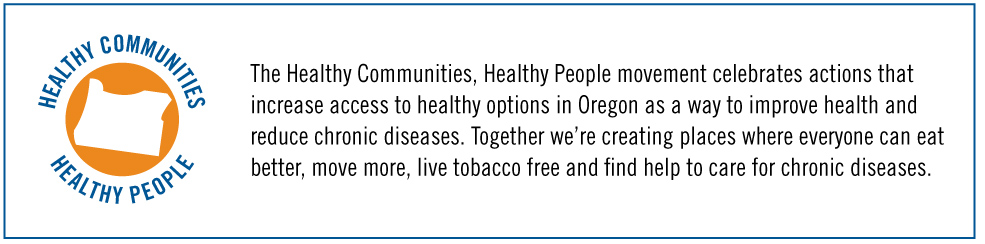 HEALTHY COMMUNITIES
HEALTHY PEOPLE
The Healthy Communities, Healthy People movement celebrates actions that
increase access to healthy options in Oregon as a way to improve health and
reduce chronic diseases. Together we’re creating places where everyone can eat
better, move more, live tobacco free and find help to care for chronic diseases.